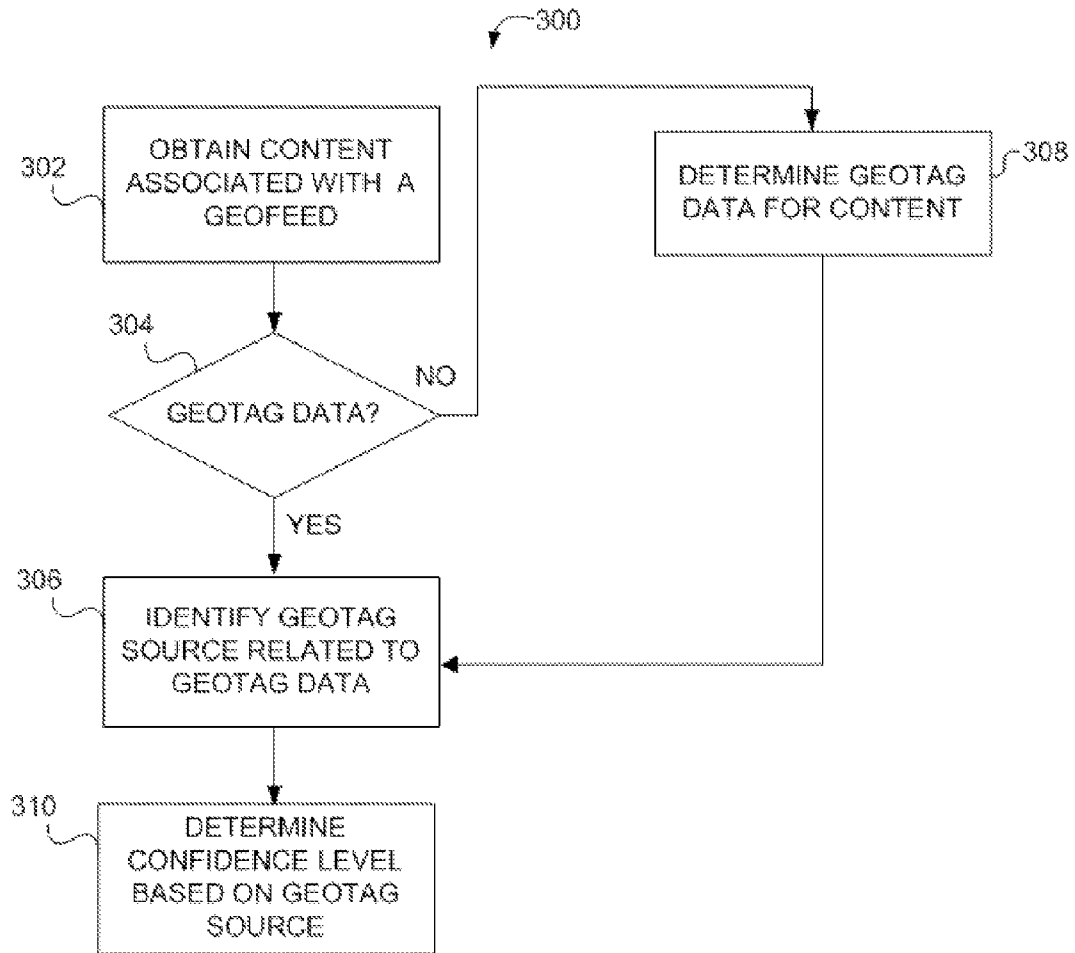 300
302
OBTAIN CONTENT
ASSOCIATED WITH A
GEOFEED
308
DETERMINE GEOTAG
DATA FOR CONTENT
304
GEOTAG DATA?
NO
YES
306
IDENTIFY GEOTAG
SOURCE RELATED TO
GEOTAG DATA
310
DETERMINE
CONFIDENCE LEVEL
BASED ON GEOTAG
SOURCE